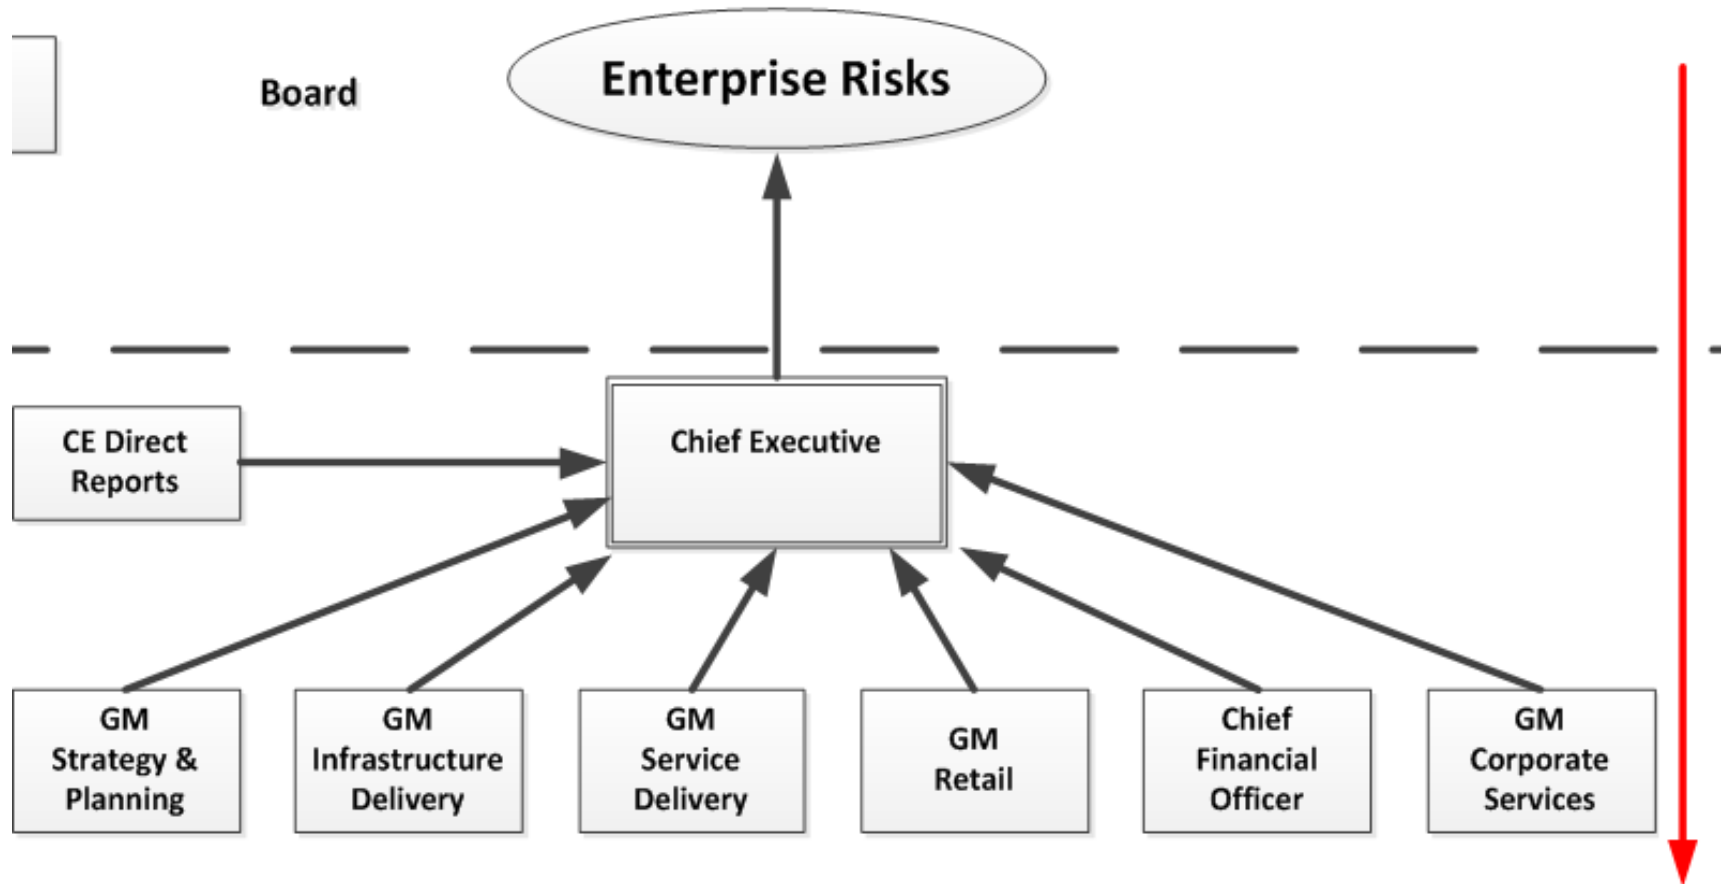 Board
Enterprise Risks
CE Direct
Reports
Chief Executive
GM
Strategy &
Planning
GM
Infrastructure
Delivery
GM
Service
Delivery
GM
Retail
Chief
Financial
Officer
GM
Corporate
Services